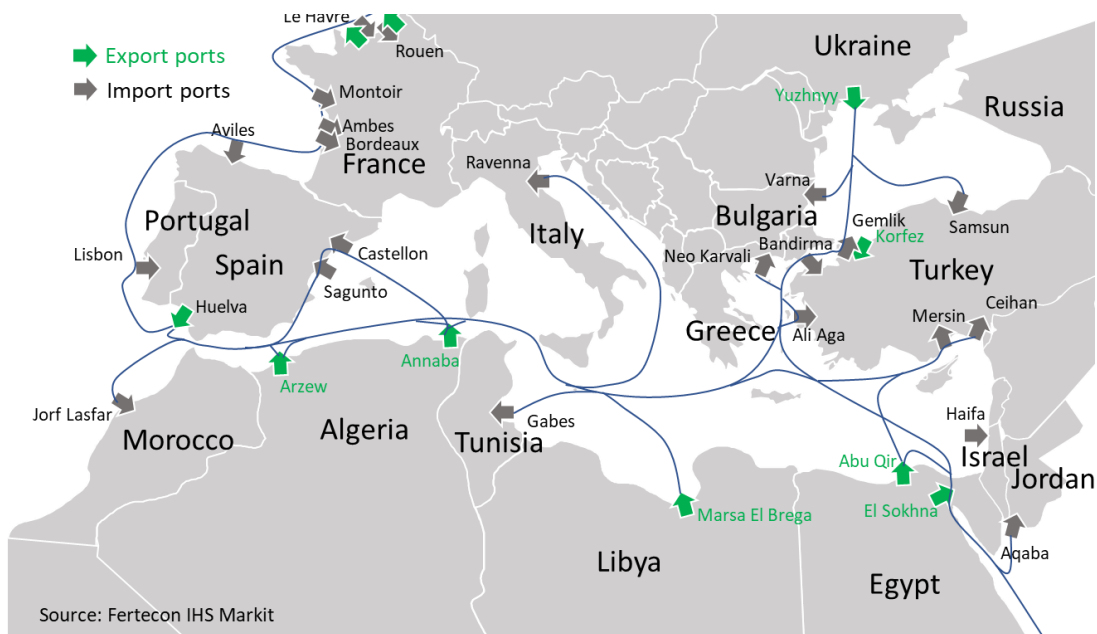 Le Havre
Rouen
Ukraine
Export ports
Import ports
Montoir
Yuzhnyy
Russia
Aviles
Ambes
Bordeaux
France
Ravenna
Varna
Portugal
Bulgaria
Gemlik
Samsun
Italy
Bandirma
Korfez
Lisbon
Spain
Castellon
Neo Karvali
Turkey
Sagunto
Ceihan
Huelva
Mersin
Greece
Ali Aga
Annaba
Arzew
Jorf Lasfar
Morocco
Algeria
Tunisia
Gabes
Haifa
Israel
Abu Qir
Jordan
Marsa El Brega
El Sokhna
Aqaba
Libya
Egypt
Source: Fertecon IHS Markit